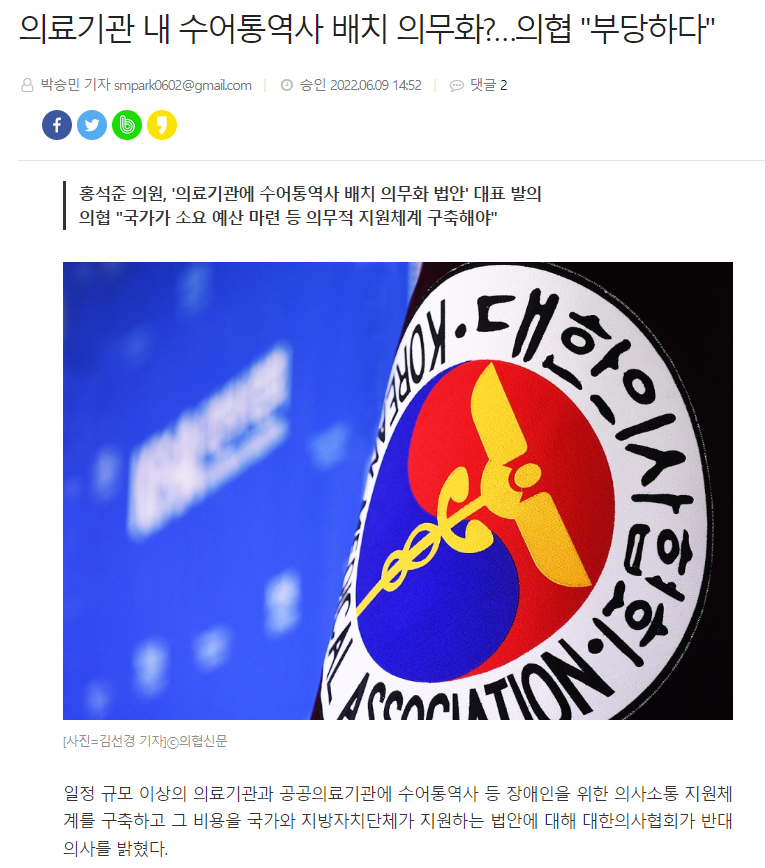 의료기관 내 수어통역사 배치 의무화?...의협 "부당하다"
박승민 기자 smpark0602@gmail.com | 승인 2022.06.09 14:52 | 댓글 2
홍석준 의원, '의료기관에 수어통역사 배치 의무화 법안' 대표 발의
의협 "국가가 소요 예산 마련 등 의무적 지원체계 구축해야"
대한의사협회
KOREAN MEDICAL ASSOCIATION
[사진=김선경 기자]ⓒ의협신문
일정 규모 이상의 의료기관과 공공의료기관에 수어통역사 등 장애인을 위한 의사소통 지원체
계를 구축하고 그 비용을 국가와 지방자치단체가 지원하는 법안에 대해 대한의사협회가 반대
의사를 밝혔다.